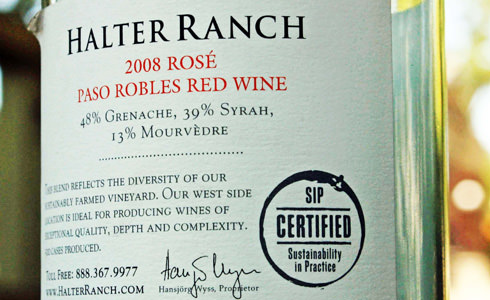 HALTER RANCH
2008 ROSÉ
PASO ROBLES RED WINE
48% GRENACHE, 39% SYRAH,
13% MOURVÈDRE
THIS BLEND REFLECTS THE DIVERSITY OF OUR
SUSTAINABLY FARMED VINEYARD. OUR WEST SIDE
LOCATION IS IDEAL FOR PRODUCING WINES OF
EXCEPTIONAL QUALITY, DEPTH AND COMPLEXITY.
CASES PRODUCED.
TOLL FREE: 888.367.9977
WWW.HALTERRANCH.COM
Hansjörg Wyss, Proprietor
SIP
CERTIFIED
Sustainability
in Practice